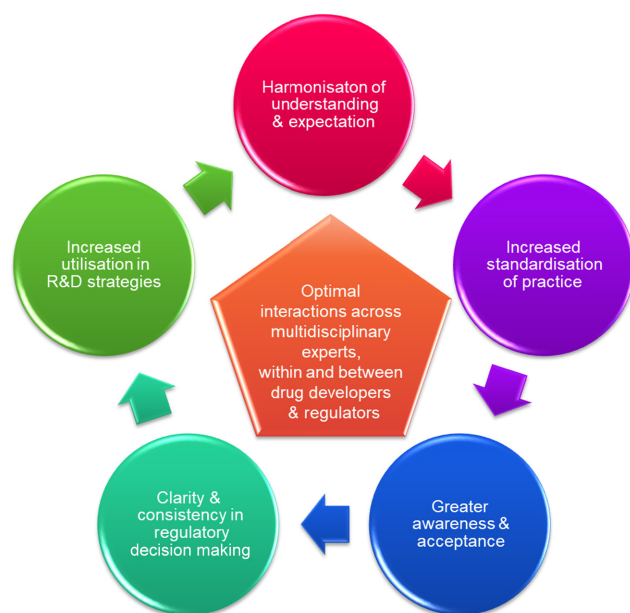 Harmonisaton of
understanding
& expectation
Increased
standardisation
of practice
Greater
awareness &
acceptance
Clarity &
consistency in
regulatory
decision making
Increased
utilisation in
R&D strategies
Optimal
interactions across
multidisciplinary
experts,
within and between
drug developers
& regulators